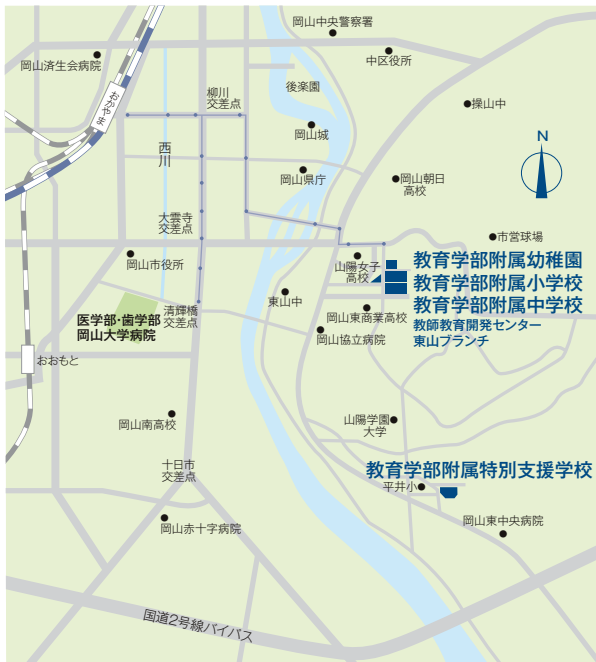 岡山中央警察署
岡山済生会病院
中区役所
おかやま
柳川
交差点
後楽園
操山中
岡山城
西川
岡山県庁
岡山朝日
高校
N
大雲寺
交差点
市営球場
岡山市役所
山陽女子
高校
教育学部附属幼稚園
教育学部附属小学校
教育学部附属中学校
教師教育開発センター
東山ブランチ
東山中
岡山東商業高校
医学部・歯学部
岡山大学病院
清輝橋
交差点
岡山協立病院
おおもと
岡山南高校
山陽学園
大学
十日市
交差点
教育学部附属特別支援学校
平井小
岡山赤十字病院
岡山東中央病院
国道2号線バイパス